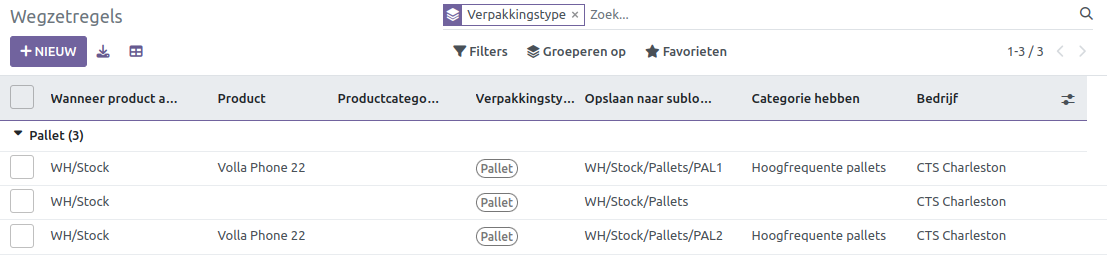 Wegzetregels
Verpakkingstype × Zoek...
+ NIEUW
Filters Groeperen op Favorieten 1-3 / 3
Wanneer product a... Product Productcatego... Verpakkingsty... Opslaan naar sublo... Categorie hebben Bedrijf
Pallet (3)
WH/Stock Volla Phone 22 Pallet WH/Stock/Pallets/PAL1 Hoogfrequente pallets CTS Charleston
WH/Stock Pallet WH/Stock/Pallets CTS Charleston
WH/Stock Volla Phone 22 Pallet WH/Stock/Pallets/PAL2 Hoogfrequente pallets CTS Charleston